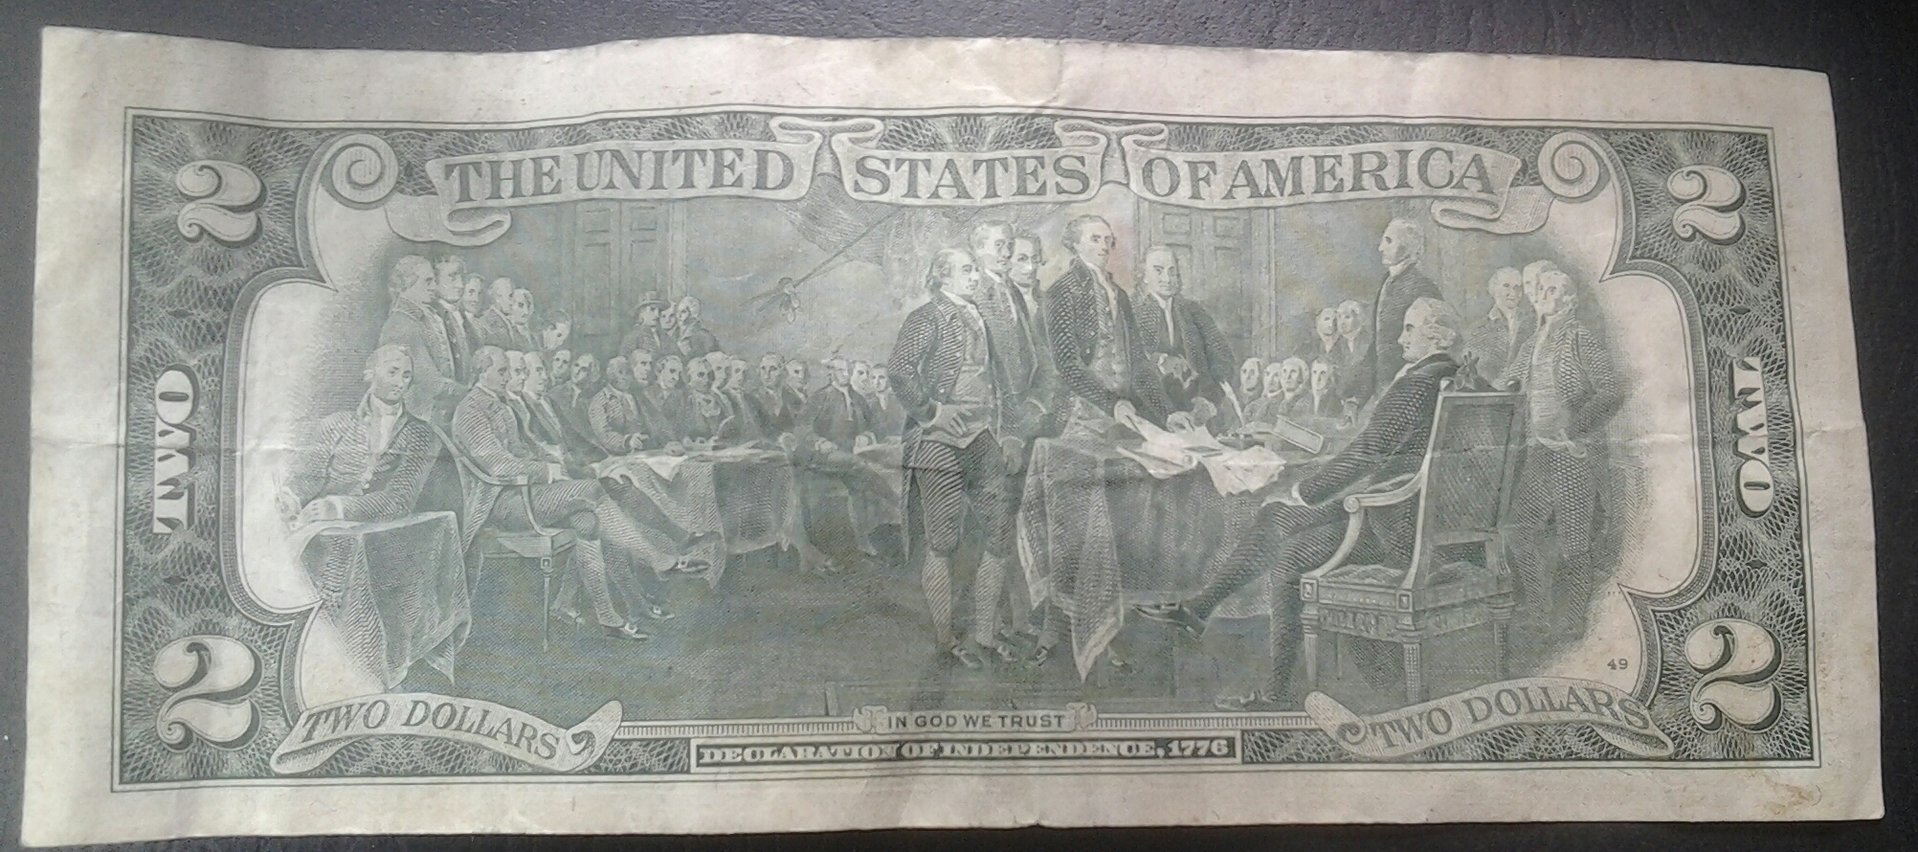 THE UNITED STATES OF AMERICA
2
2
TWO
TWO
49
2
2
TWO DOLLARS
IN GOD WE TRUST
TWO DOLLARS
DECLARATION OF INDEPENDENCE, 1776